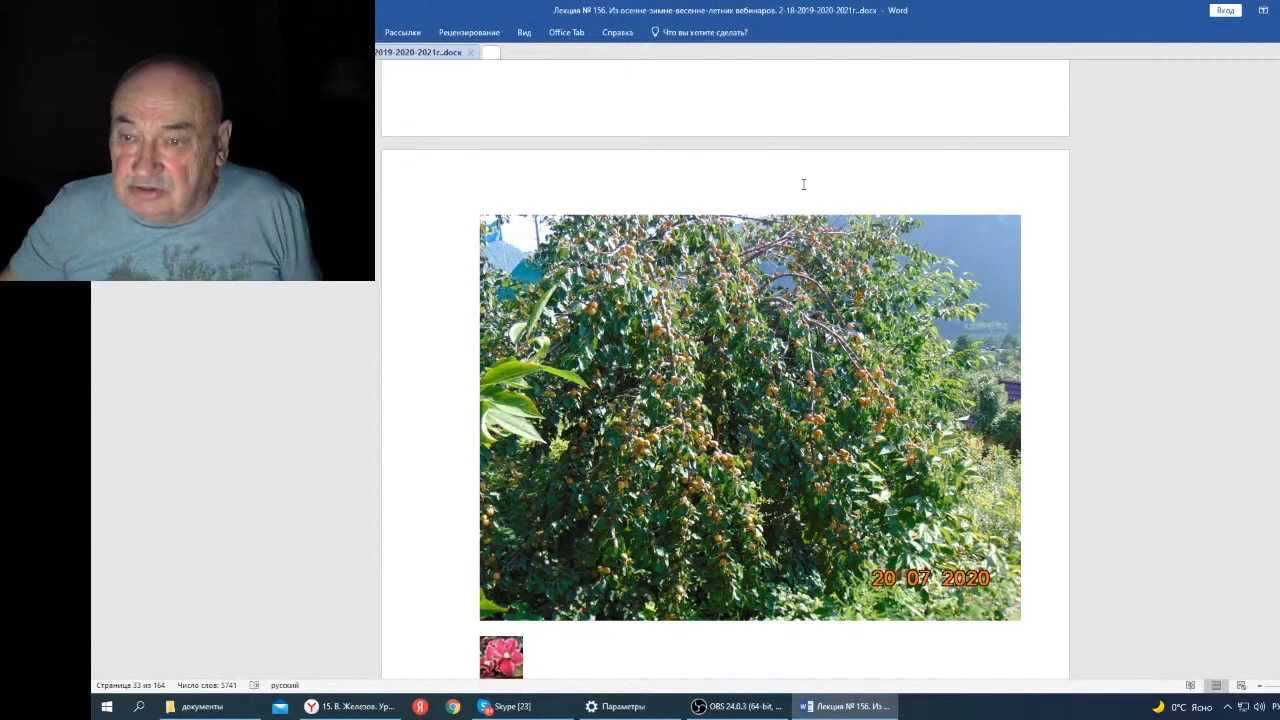 Лекция № 156. Из осенне-зимне-весенне-летних вебинаров. 2-18-2019-2020-2021г..docx - Word
Вход
Рассылки Рецензирование Вид Office Tab Справка Что вы хотите сделать?
2019-2020-2021г..docx
20 07 2020
Страница 33 из 164 Число слов: 5741 русский
документы 15. В. Железов. Ур... Skype [23] Параметры OBS 24.0.3 (64-bit, ... Лекция № 156. Из ... 0°C Ясно